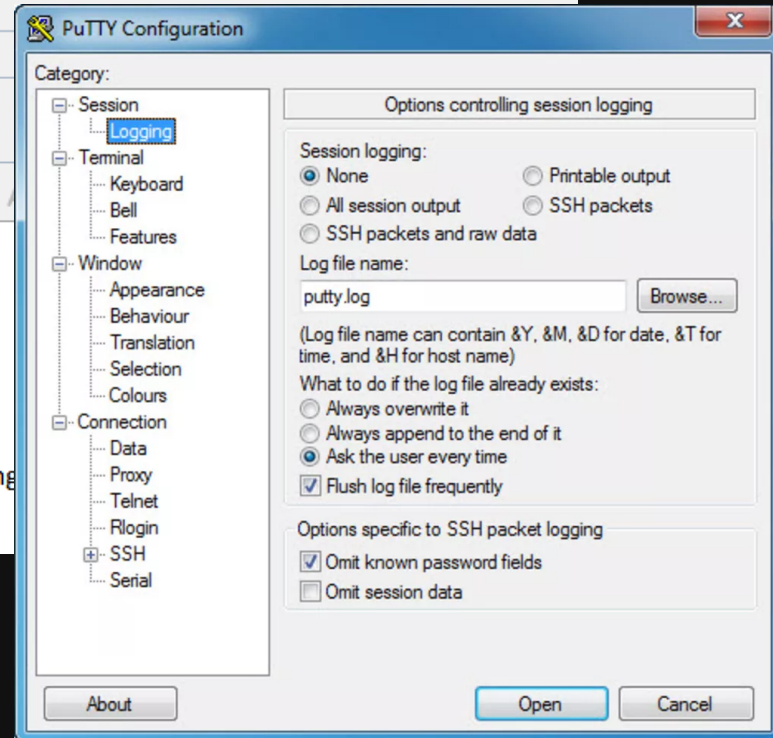 PuTTY Configuration
Category:
Session
Logging
Terminal
Keyboard
Bell
Features
Window
Appearance
Behaviour
Translation
Selection
Colours
Connection
Data
Proxy
Telnet
Rlogin
SSH
Serial
Options controlling session logging
Session logging:
None
Printable output
All session output
SSH packets
SSH packets and raw data
Log file name:
putty.log
Browse...
(Log file name can contain &Y, &M, &D for date, &T for
time, and &H for host name)
What to do if the log file already exists:
Always overwrite it
Always append to the end of it
Ask the user every time
Flush log file frequently
Options specific to SSH packet logging
Omit known password fields
Omit session data
About
Open
Cancel